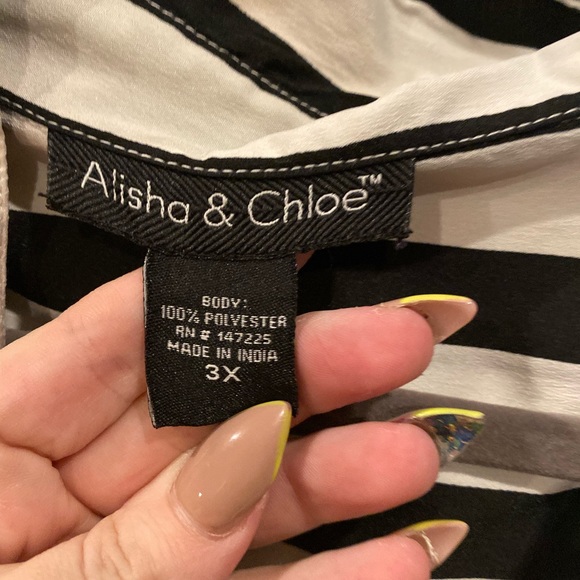 Alisha & Chloe™
BODY:
100% POLYESTER
RN # 147225
MADE IN INDIA
3X